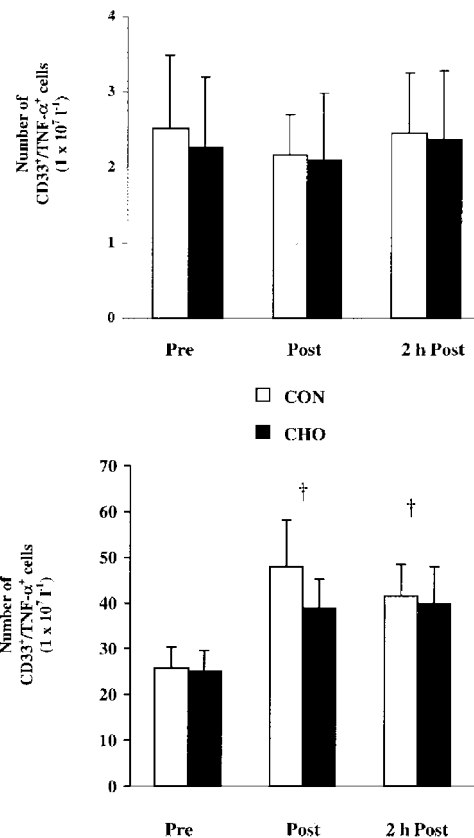 Number of
CD33⁺/TNF-α⁺ cells
(1 x 10⁷ l⁻¹)
4
3
2
1
0
Pre Post 2 h Post
CON
CHO
Number of
CD33⁺/TNF-α⁺ cells
(1 x 10⁷ l⁻¹)
70
60
50
40
30
20
10
0
† †
Pre Post 2 h Post